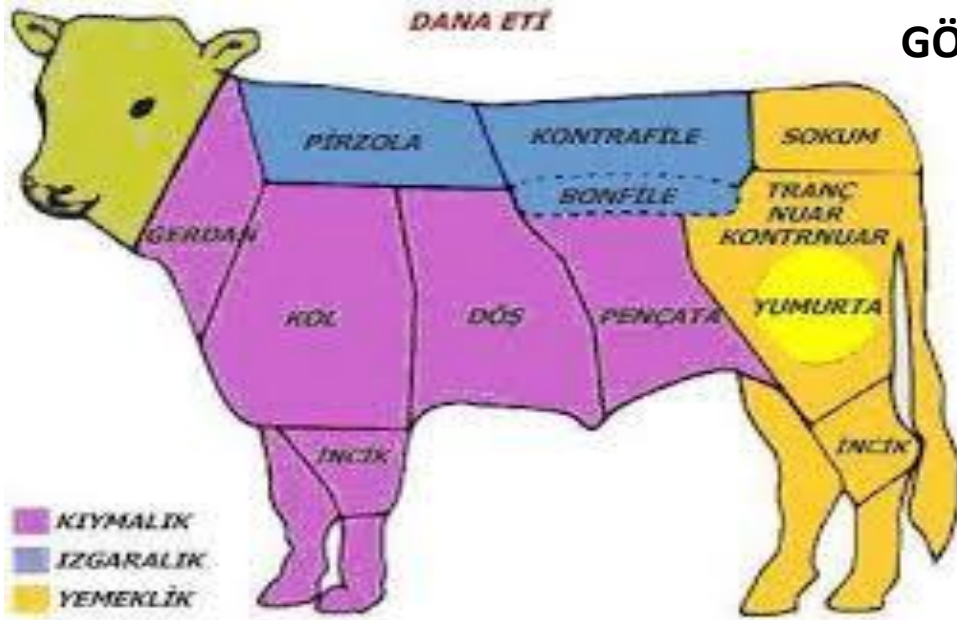 DANA ETİ
GÖ
PİRZOLA
KONTRAFİLE
SOKUM
BONFİLE
TRANÇ
NUAR
KONTRNUAR
GERDAN
KOL
DÖŞ
PENÇATA
YUMURTA
İNCİK
İNCİK
KIYMALIK
IZGARALIK
YEMEKLİK